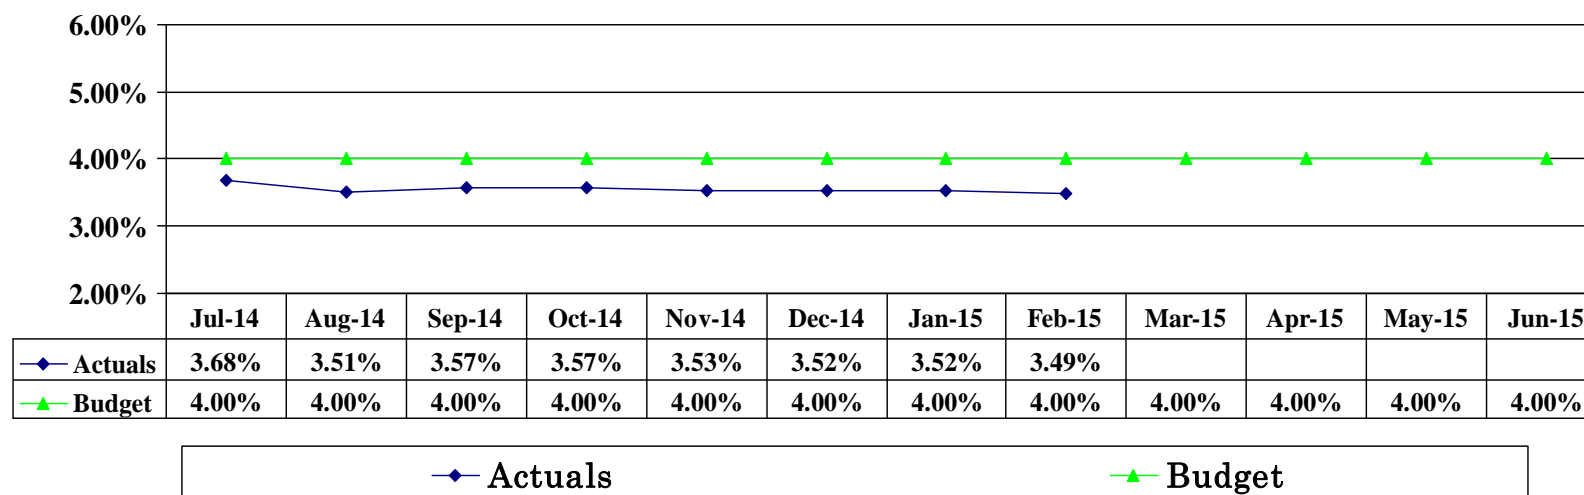 6.00%
5.00%
4.00%
3.00%
2.00%
Jul-14 Aug-14 Sep-14 Oct-14 Nov-14 Dec-14 Jan-15 Feb-15 Mar-15 Apr-15 May-15 Jun-15
Actuals 3.68% 3.51% 3.57% 3.57% 3.53% 3.52% 3.52% 3.49%
Budget 4.00% 4.00% 4.00% 4.00% 4.00% 4.00% 4.00% 4.00% 4.00% 4.00% 4.00% 4.00%
Actuals Budget